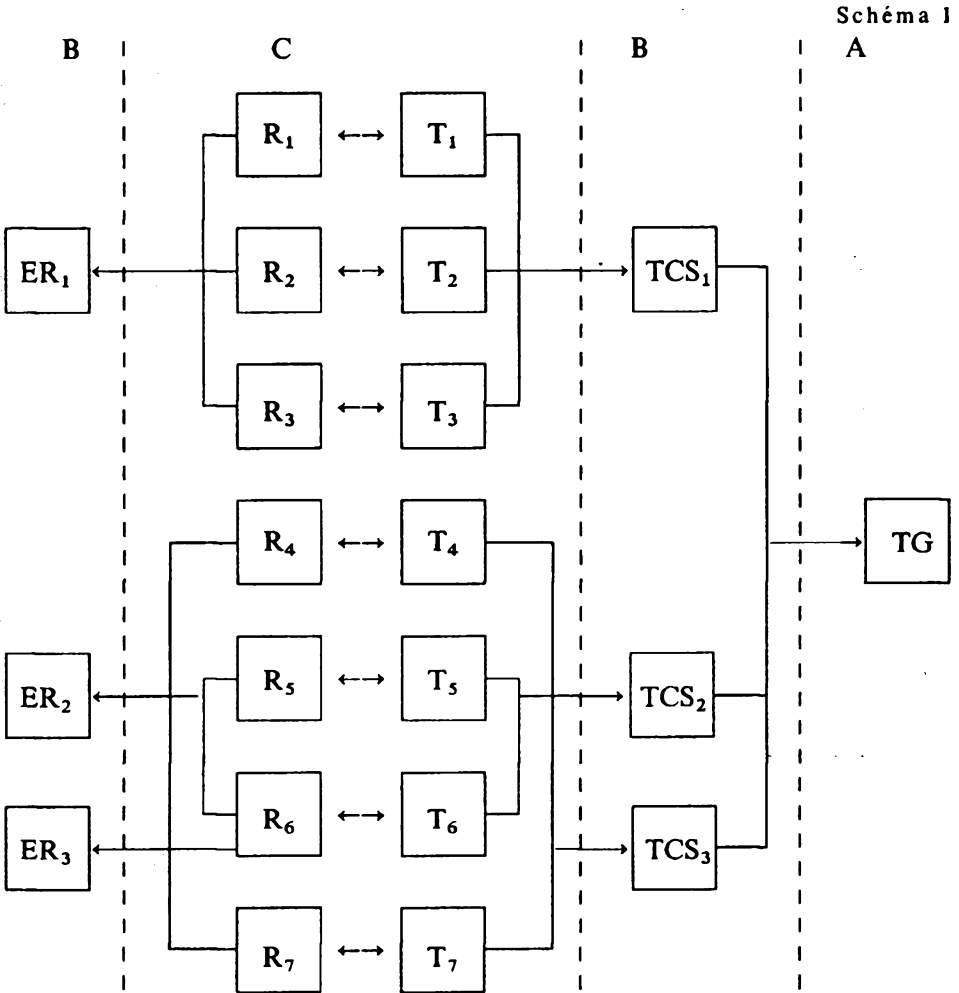 Schéma 1
B C B A
R₁ T₁
ER₁ R₂ T₂ TCS₁
R₃ T₃
R₄ T₄ TG
ER₂ R₅ T₅ TCS₂
ER₃ R₆ T₆ TCS₃
R₇ T₇